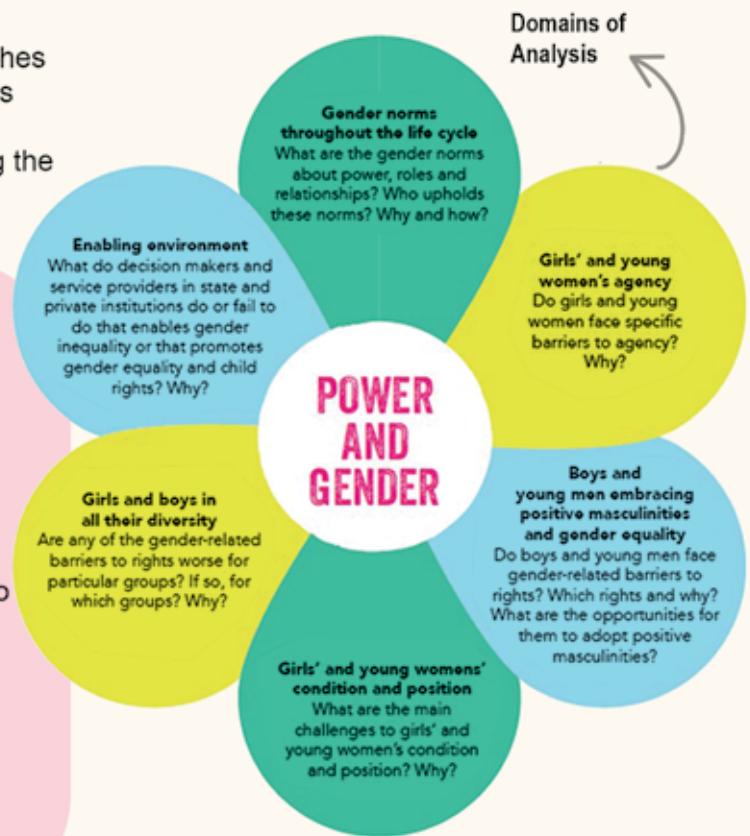 hes
s
g the
o
Domains of
Analysis
Gender norms
throughout the life cycle
What are the gender norms
about power, roles and
relationships? Who upholds
these norms? Why and how?
Girls' and young
women's agency
Do girls and young
women face specific
barriers to agency?
Why?
Boys and
young men embracing
positive masculinities
and gender equality
Do boys and young men face
gender-related barriers to
rights? Which rights and why?
What are the opportunities for
them to adopt positive
masculinities?
Girls' and young womens'
condition and position
What are the main
challenges to girls' and
young women's condition
and position? Why?
Girls and boys in
all their diversity
Are any of the gender-related
barriers to rights worse for
particular groups? If so, for
which groups? Why?
Enabling environment
What do decision makers and
service providers in state and
private institutions do or fail to
do that enables gender
inequality or that promotes
gender equality and child
rights? Why?
POWER
AND
GENDER